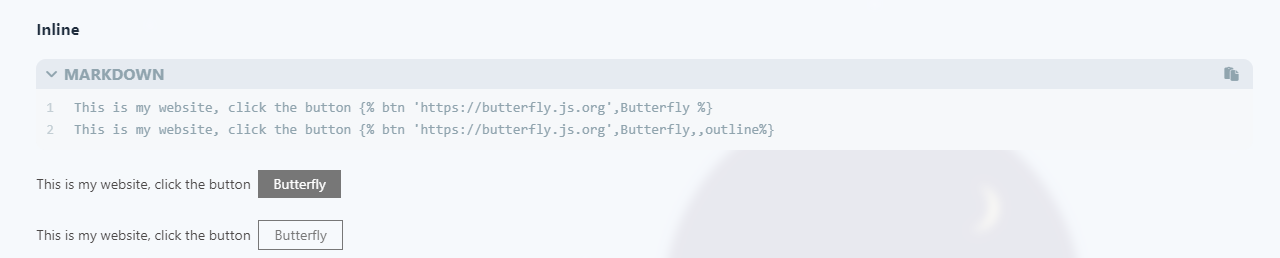 Inline
MARKDOWN
1 This is my website, click the button {% btn 'https://butterfly.js.org',Butterfly %}
2 This is my website, click the button {% btn 'https://butterfly.js.org',Butterfly,,outline%}
This is my website, click the button Butterfly
This is my website, click the button Butterfly